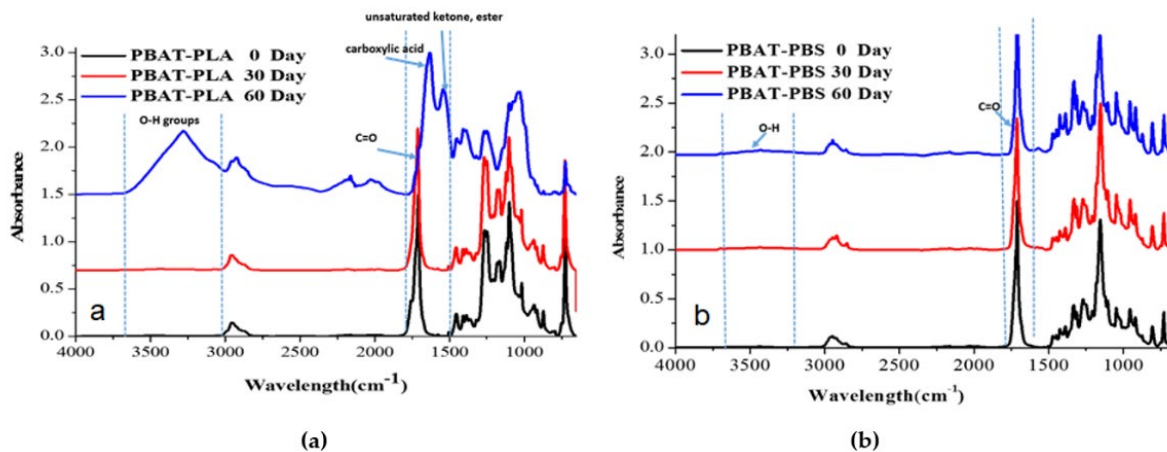 unsaturated ketone, ester
carboxylic acid
PBAT-PLA 0 Day
PBAT-PLA 30 Day
PBAT-PLA 60 Day
O-H groups
C=O
3.0
2.5
2.0
1.5
1.0
0.5
0.0
Absorbance
a
4000 3500 3000 2500 2000 1500 1000
Wavelength(cm-1)
(a)
PBAT-PBS 0 Day
PBAT-PBS 30 Day
PBAT-PBS 60 Day
O-H
C=O
3.0
2.5
2.0
1.5
1.0
0.5
0.0
Absorbance
b
4000 3500 3000 2500 2000 1500 1000
Wavelength(cm-1)
(b)